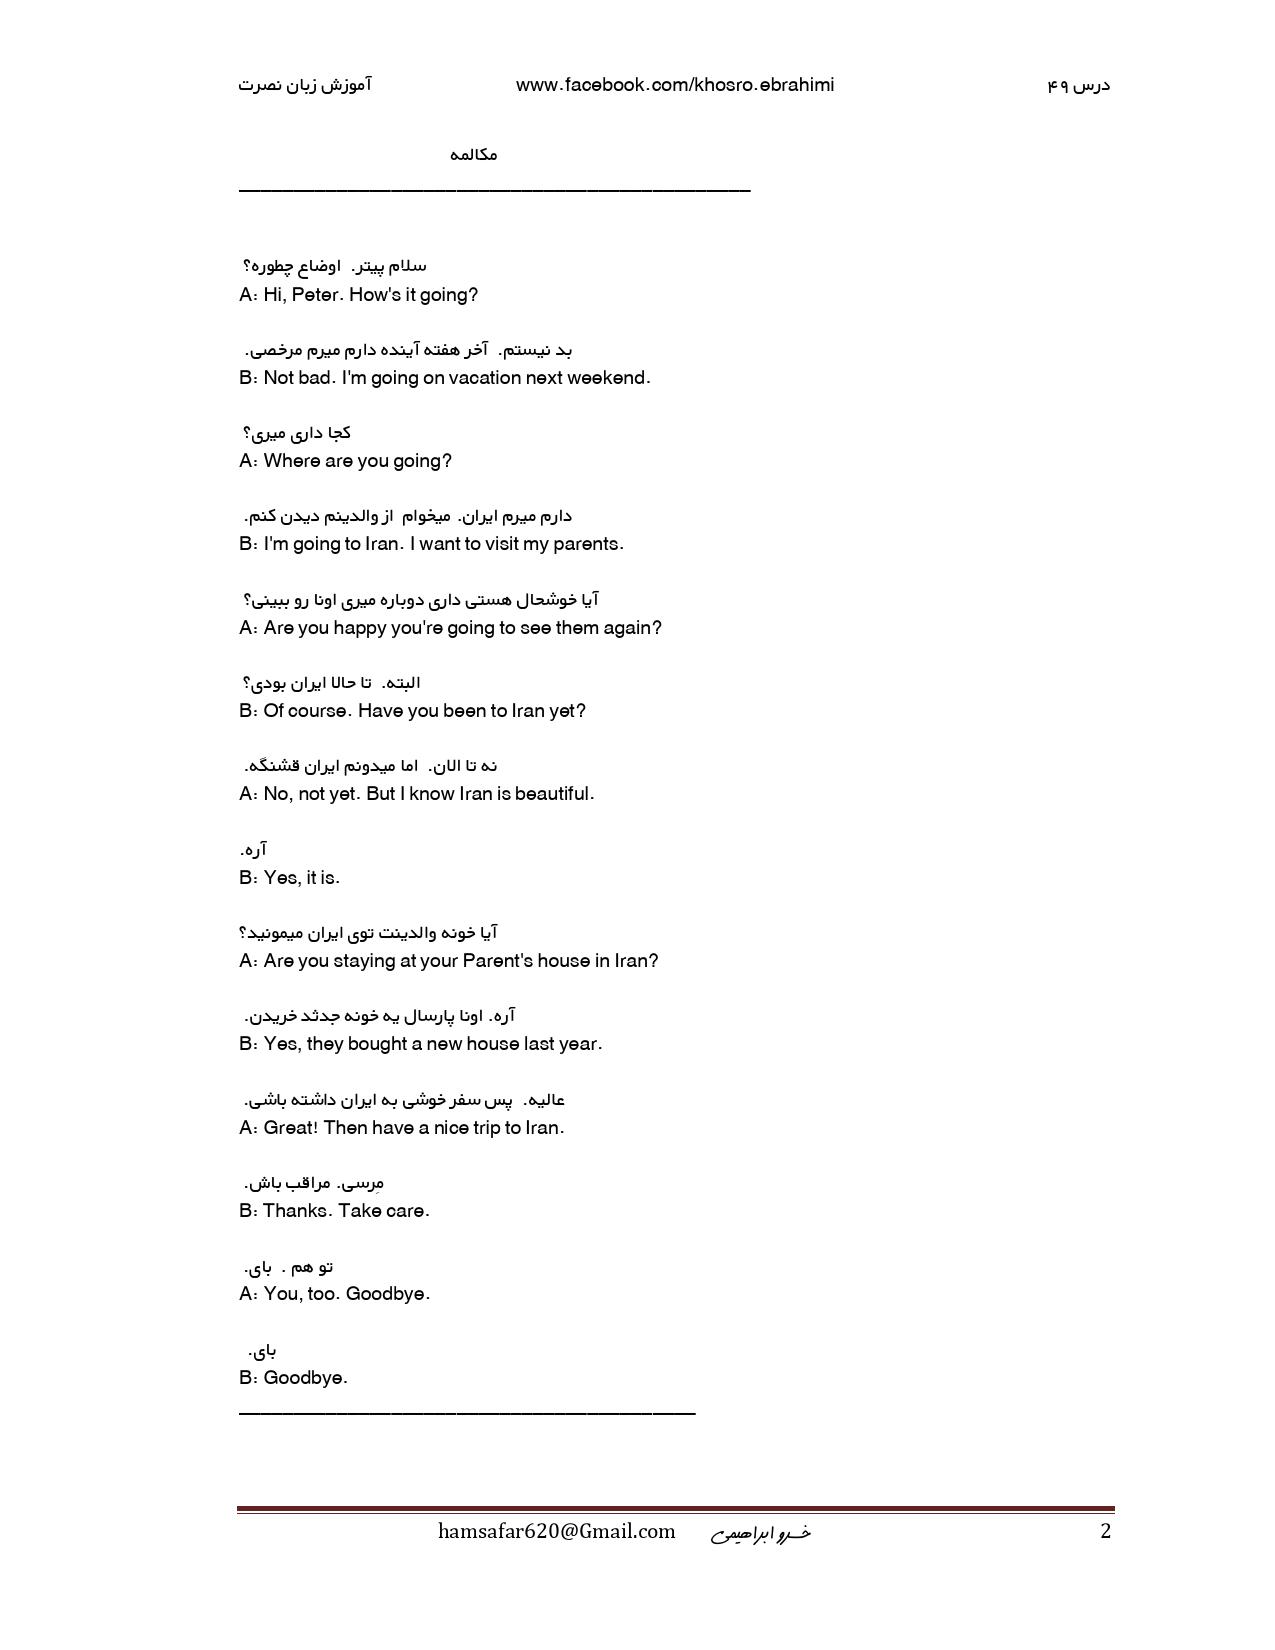 درس ۴۹ www.facebook.com/khosro.ebrahimi آموزش زبان نصرت
مکالمه
سلام پیتر. اوضاع چطوره؟
A: Hi, Peter. How's it going?
بد نیستم. آخر هفته آینده دارم میرم مرخصی.
B: Not bad. I'm going on vacation next weekend.
کجا داری میری؟
A: Where are you going?
دارم میرم ایران. میخوام از والدینم دیدن کنم.
B: I'm going to Iran. I want to visit my parents.
آیا خوشحال هستی داری دوباره میری اونا رو ببینی؟
A: Are you happy you're going to see them again?
البته. تا حالا ایران بودی؟
B: Of course. Have you been to Iran yet?
نه تا الان. اما میدونم ایران قشنگه.
A: No, not yet. But I know Iran is beautiful.
آره.
B: Yes, it is.
آیا خونه والدینت توی ایران میمونید؟
A: Are you staying at your Parent's house in Iran?
آره. اونا پارسال یه خونه جدثد خریدن.
B: Yes, they bought a new house last year.
عالیه. پس سفر خوشی به ایران داشته باشی.
A: Great! Then have a nice trip to Iran.
مِرسی. مراقب باش.
B: Thanks. Take care.
تو هم . بای.
A: You, too. Goodbye.
بای.
B: Goodbye.
hamsafar620@Gmail.com خسرو ابراهیمی 2